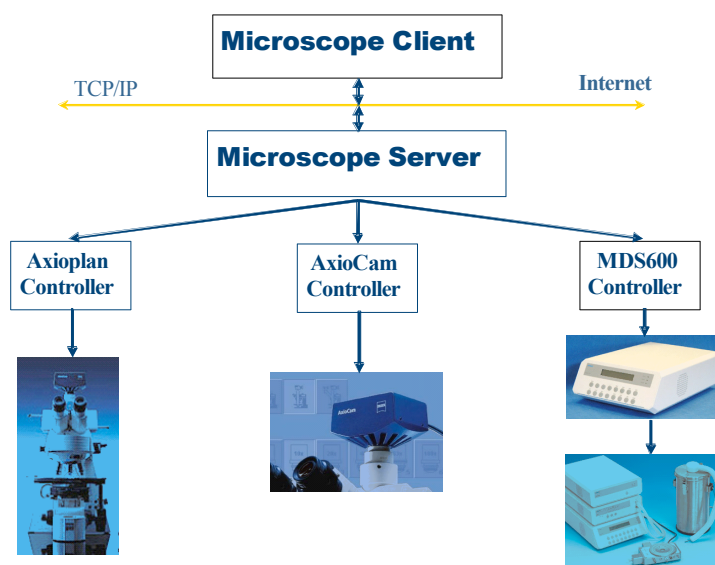 Microscope Client
TCP/IP
Internet
Microscope Server
Axioplan
Controller
AxioCam
Controller
MDS600
Controller
AxioCam